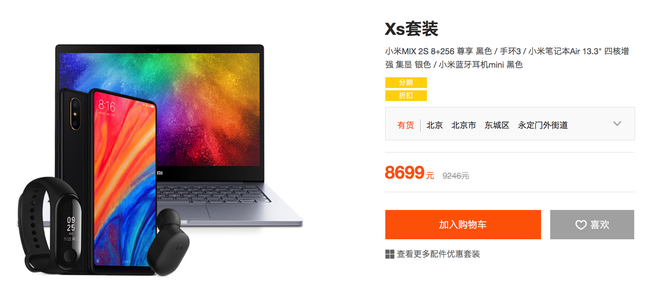 Xs套装
小米MIX 2S 8+256 尊享 黑色 / 手环3 / 小米笔记本Air 13.3" 四核增
强 集显 银色 / 小米蓝牙耳机mini 黑色
分期
折扣
有货 北京 北京市 东城区 永定门外街道
8699元 9246元
加入购物车 喜欢
查看更多配件优惠套装
8:16
09
25